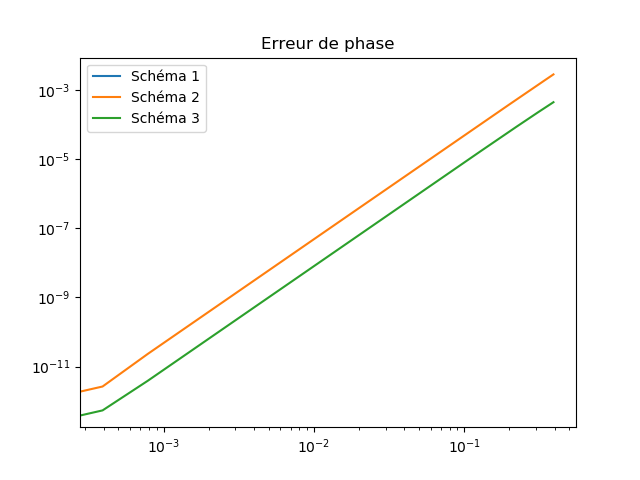 Erreur de phase
Schéma 1
Schéma 2
Schéma 3
10⁻³
10⁻⁵
10⁻⁷
10⁻⁹
10⁻¹¹
10⁻³ 10⁻² 10⁻¹